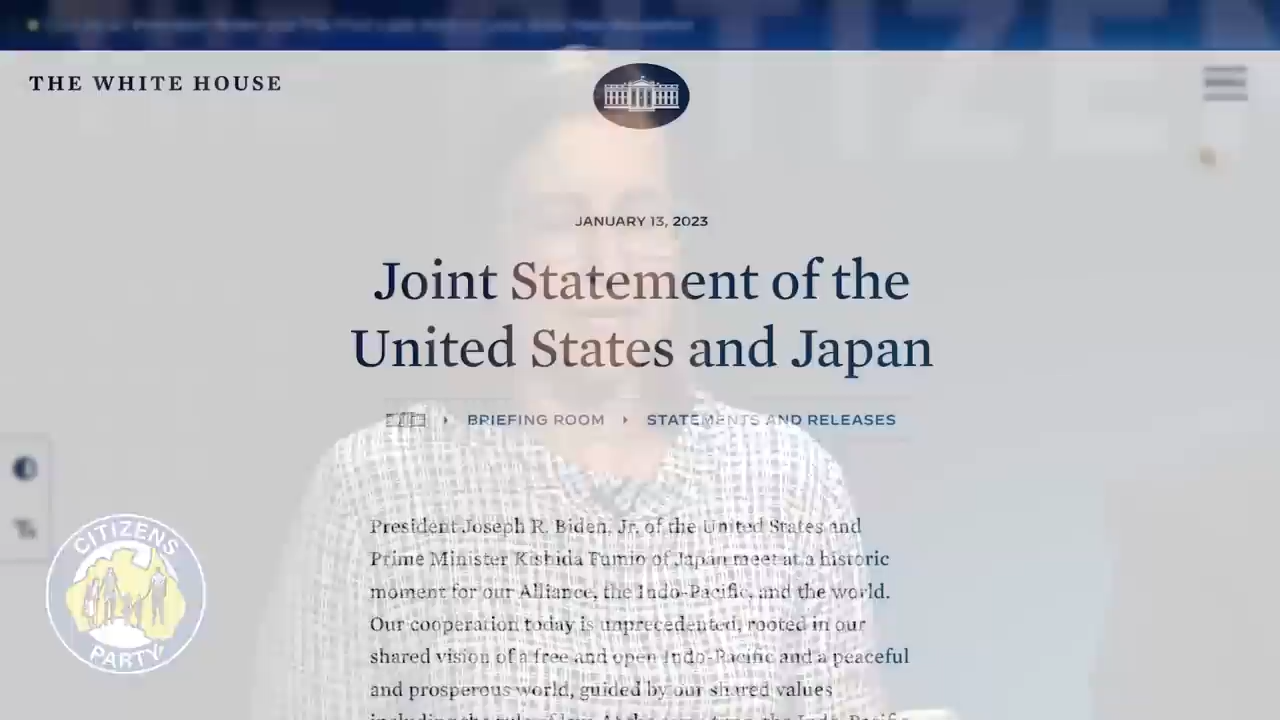 CITIZEN
THE WHITE HOUSE
JANUARY 13, 2023
Joint Statement of the
United States and Japan
BRIEFING ROOM
STATEMENTS AND RELEASES
President Joseph R. Biden, Jr. of the United States and
Prime Minister Kishida Fumio of Japan meet at a historic
moment for our Alliance, the Indo-Pacific, and the world.
Our cooperation today is unprecedented, rooted in our
shared vision of a free and open Indo-Pacific and a peaceful
and prosperous world, guided by our shared values
CITIZENS
PARTY